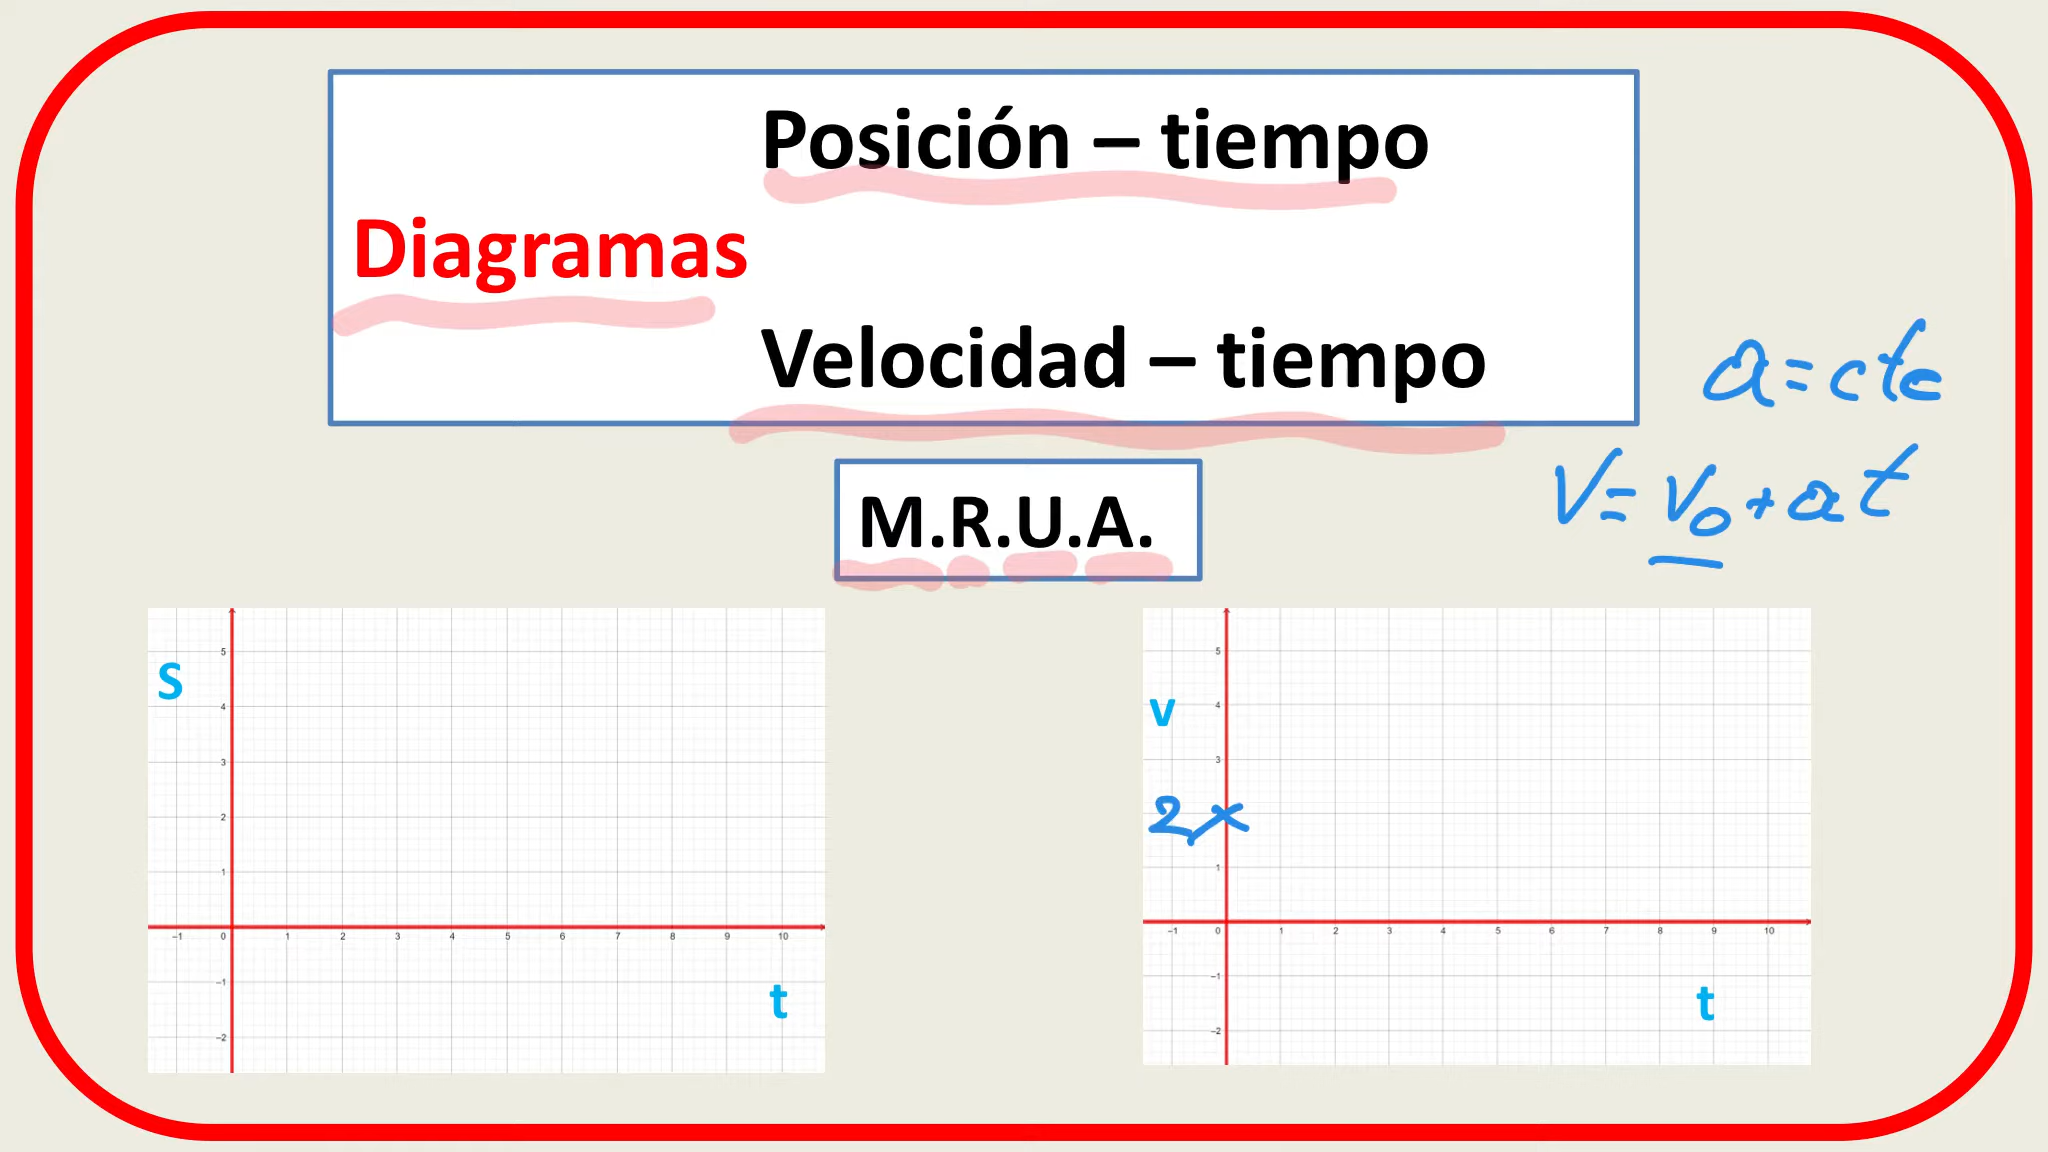 Posición – tiempo
Diagramas
Velocidad – tiempo
a = cte
v = v₀ + at
M.R.U.A.
S
5
4
3
2
1
-1 0 1 2 3 4 5 6 7 8 9 10
-1
-2
t
v
5
4
3
2
1
-1 0 1 2 3 4 5 6 7 8 9 10
-1
-2
t